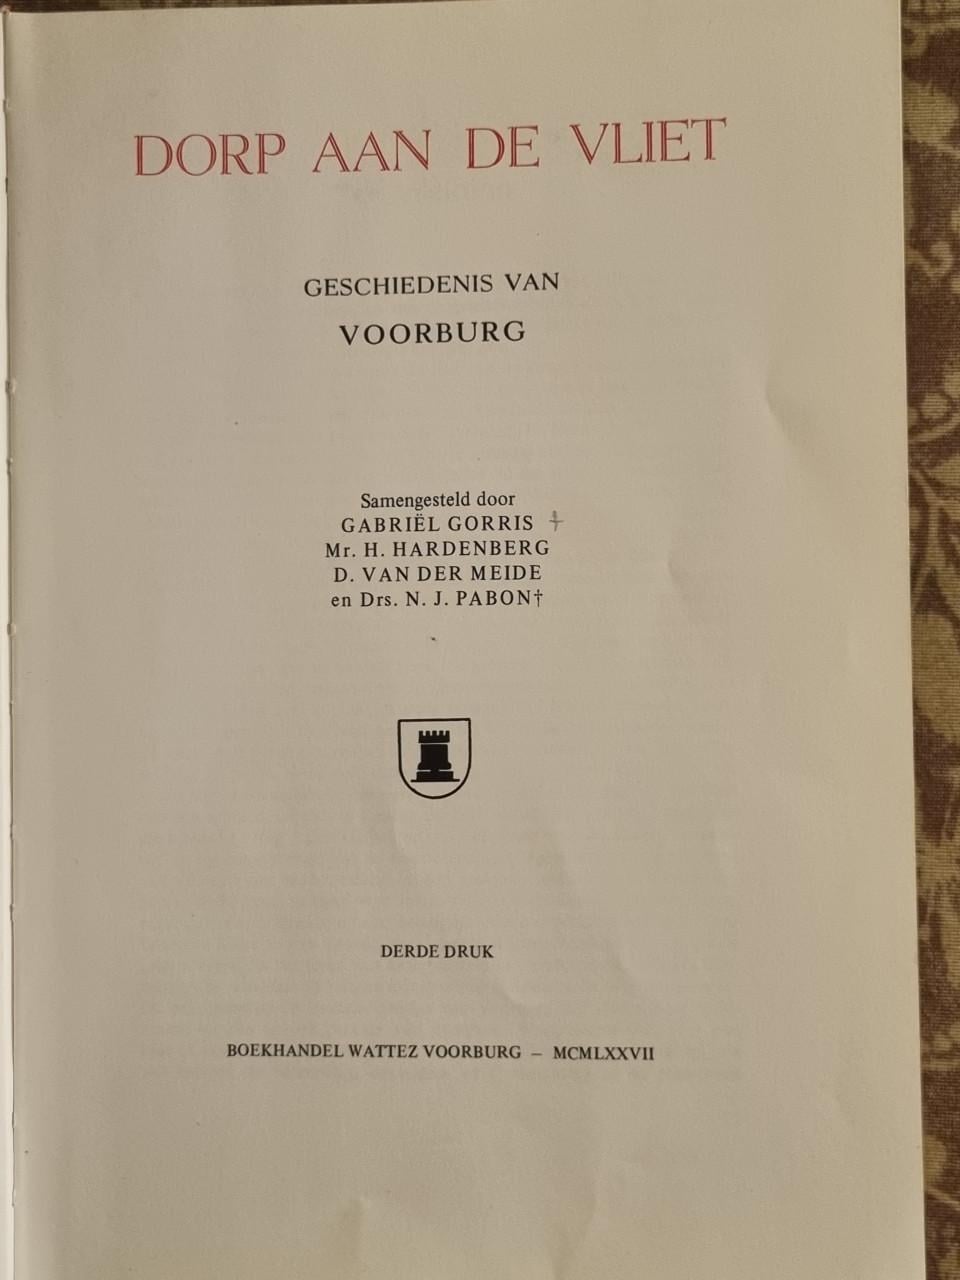 DORP AAN DE VLIET
GESCHIEDENIS VAN
VOORBURG
Samengesteld door
GABRIËL GORRIS †
Mr. H. HARDENBERG
D. VAN DER MEIDE
en Drs. N. J. PABON†
DERDE DRUK
BOEKHANDEL WATTEZ VOORBURG – MCMLXXVII